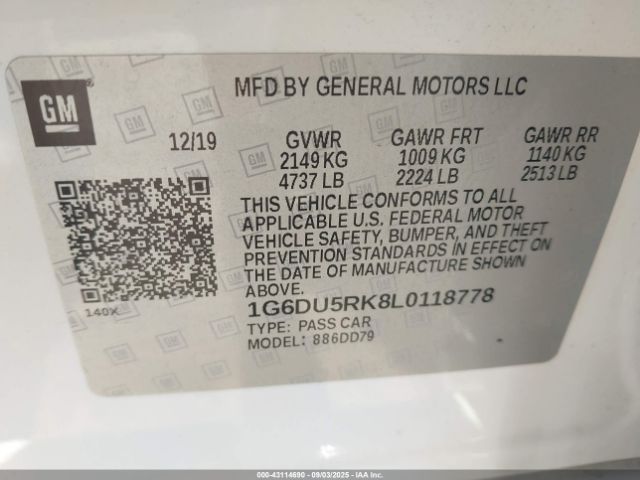 GM
MFD BY GENERAL MOTORS LLC
12/19 GVWR GAWR FRT GAWR RR
2149 KG 1009 KG 1140 KG
4737 LB 2224 LB 2513 LB
THIS VEHICLE CONFORMS TO ALL
APPLICABLE U.S. FEDERAL MOTOR
VEHICLE SAFETY, BUMPER, AND THEFT
PREVENTION STANDARDS IN EFFECT ON
THE DATE OF MANUFACTURE SHOWN
ABOVE.
140X
1G6DU5RK8L0118778
TYPE: PASS CAR
MODEL: 886DD79
000-43114690 - 09/03/2025 - IAAI.COM